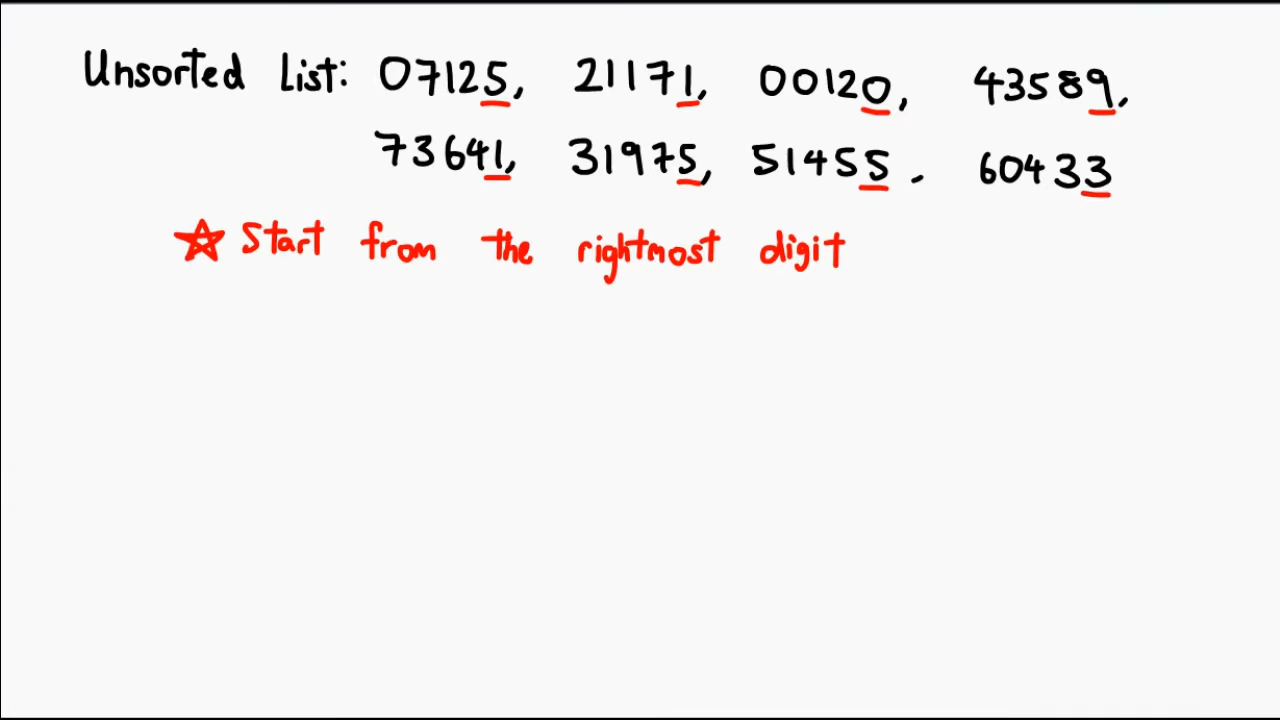 Unsorted List: 07125, 21171, 00120, 43589,
73641, 31975, 51455, 60433
☆ Start from the rightmost digit